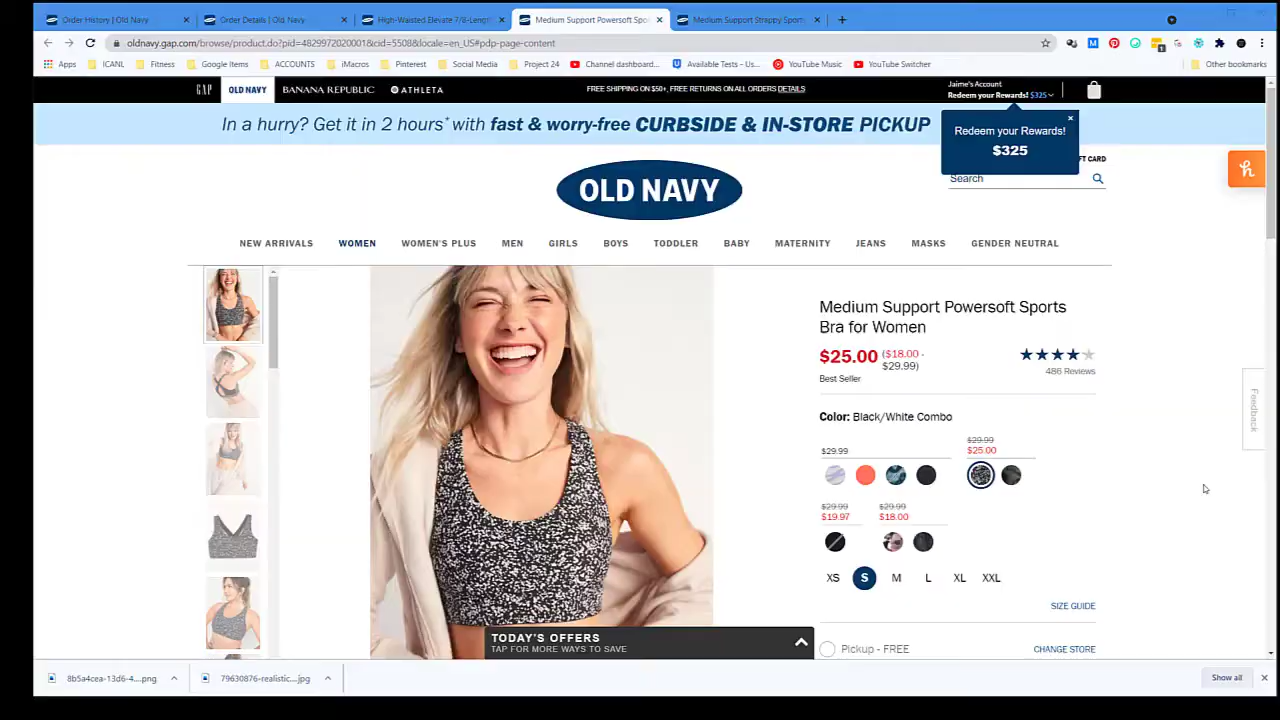 Order History | Old Navy
Order Details | Old Navy
High-Waisted Elevate 7/8-Length
Medium Support Powersoft Spo
Medium Support Strappy Sports
oldnavy.gap.com/browse/product.do?pid=4829972020001&cid=5508&locale=en_US#pdp-page-content
Apps
ICANL
Fitness
Google Items
ACCOUNTS
iMacros
Pinterest
Social Media
Project 24
Channel dashboard...
Available Tests - Us...
YouTube Music
YouTube Switcher
Other bookmarks
GAP
OLD NAVY
BANANA REPUBLIC
ATHLETA
FREE SHIPPING ON $50+, FREE RETURNS ON ALL ORDERS DETAILS
Jaime's Account
Redeem your Rewards! $325
In a hurry? Get it in 2 hours* with fast & worry-free CURBSIDE & IN-STORE PICKUP
Redeem your Rewards!
$325
FT CARD
Search
OLD NAVY
NEW ARRIVALS
WOMEN
WOMEN'S PLUS
MEN
GIRLS
BOYS
TODDLER
BABY
MATERNITY
JEANS
MASKS
GENDER NEUTRAL
Medium Support Powersoft Sports
Bra for Women
$25.00 ($18.00 -
$29.99)
486 Reviews
Best Seller
Color: Black/White Combo
$29.99
$29.99
$25.00
$29.99
$19.97
$29.99
$18.00
XS S M L XL XXL
SIZE GUIDE
Pickup - FREE
CHANGE STORE
TODAY'S OFFERS
TAP FOR MORE WAYS TO SAVE
Feedback
8b5a4cea-13d6-4....png
79630876-realistic....jpg
Show all